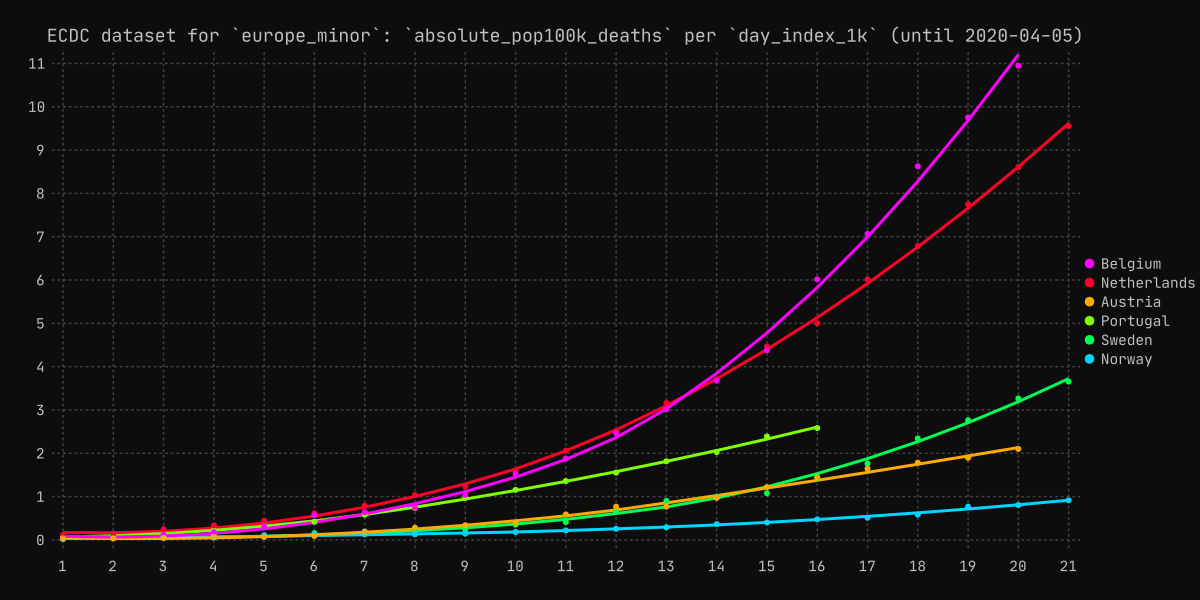 ECDC dataset for `europe_minor`: `absolute_pop100k_deaths` per `day_index_1k` (until 2020-04-05)
11
10
9
8
7
6
5
4
3
2
1
0
1 2 3 4 5 6 7 8 9 10 11 12 13 14 15 16 17 18 19 20 21
Belgium
Netherlands
Austria
Portugal
Sweden
Norway